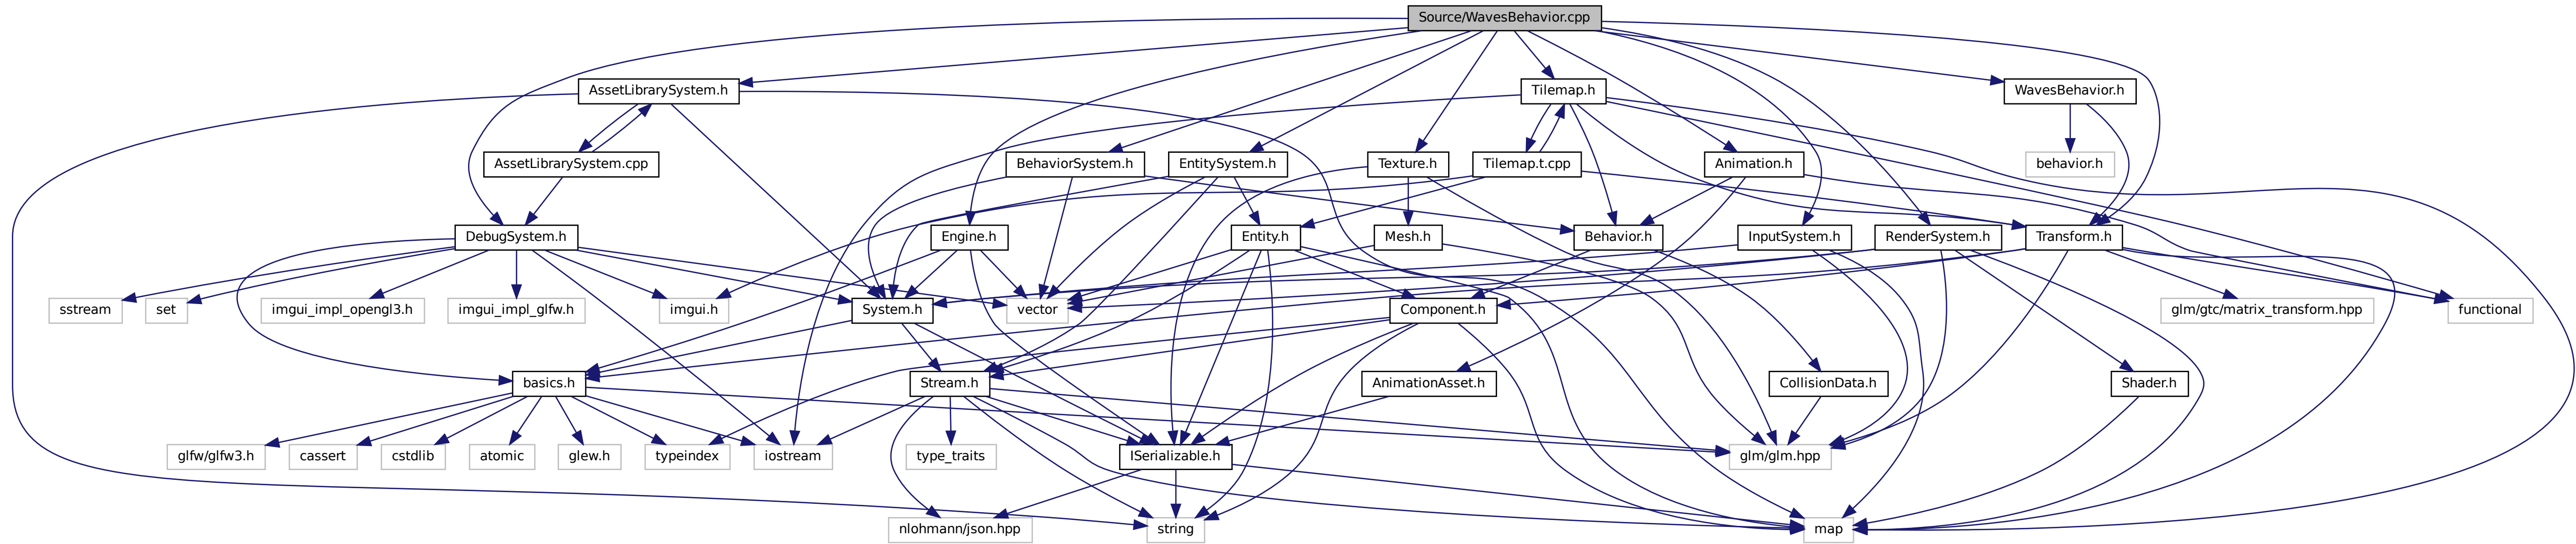 Source/WavesBehavior.cpp
AssetLibrarySystem.h
Tilemap.h
WavesBehavior.h
AssetLibrarySystem.cpp
BehaviorSystem.h
EntitySystem.h
Texture.h
Tilemap.t.cpp
Animation.h
behavior.h
DebugSystem.h
Engine.h
Entity.h
Mesh.h
Behavior.h
InputSystem.h
RenderSystem.h
Transform.h
sstream
set
imgui_impl_opengl3.h
imgui_impl_glfw.h
imgui.h
System.h
vector
Component.h
glm/gtc/matrix_transform.hpp
functional
basics.h
Stream.h
AnimationAsset.h
CollisionData.h
Shader.h
glfw/glfw3.h
cassert
cstdlib
atomic
glew.h
typeindex
iostream
type_traits
ISerializable.h
glm/glm.hpp
nlohmann/json.hpp
string
map